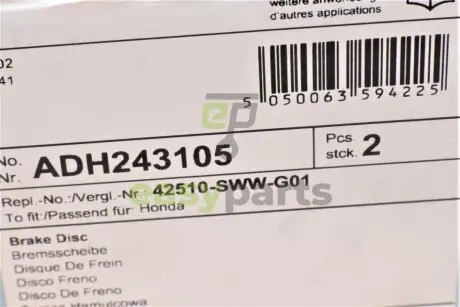 weitere
d'autres applications
02
41
5 050063 594225
No.
Nr. ADH243105
Pcs.
stck. 2
Repl.-No.:/Vergl.-Nr. 42510-SWW-G01
To fit:/Passend für: Honda
easyparts
Brake Disc
Bremsscheibe
Disque De Frein
Disco Freno
Disco De Freno